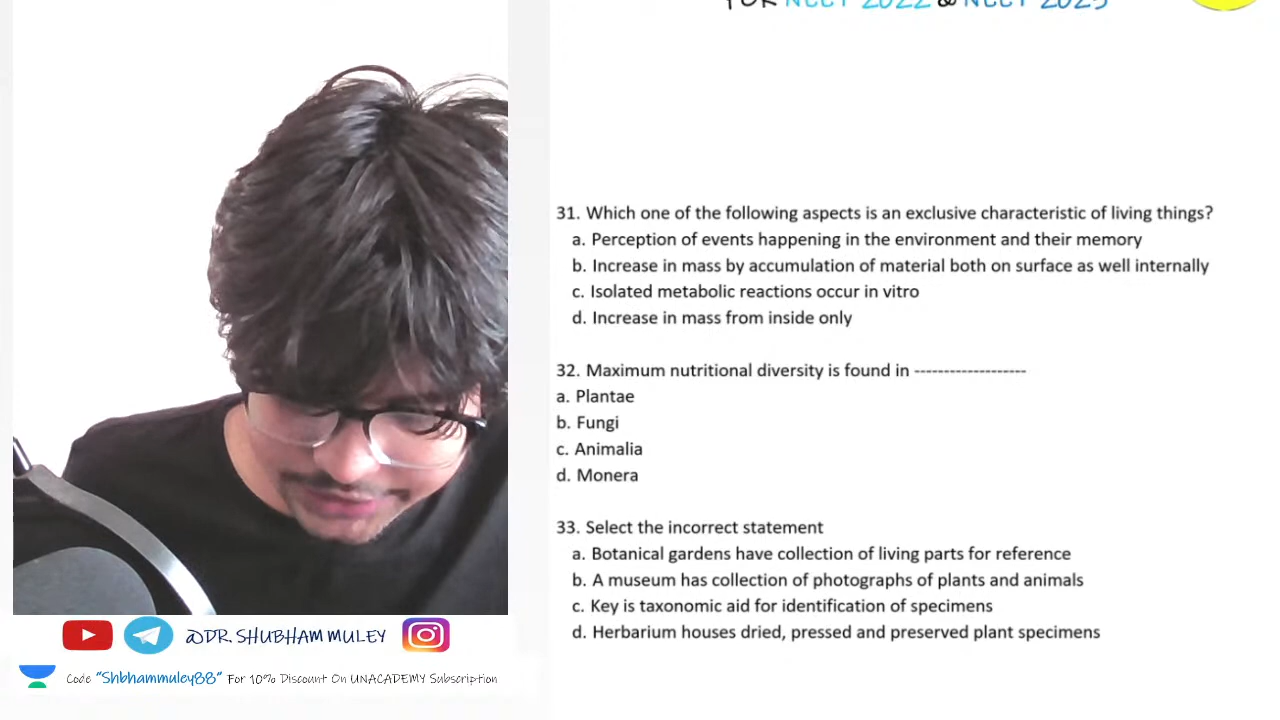 FOR NEET 2022 & NEET 2023
31. Which one of the following aspects is an exclusive characteristic of living things?
a. Perception of events happening in the environment and their memory
b. Increase in mass by accumulation of material both on surface as well internally
c. Isolated metabolic reactions occur in vitro
d. Increase in mass from inside only
32. Maximum nutritional diversity is found in -------------------
a. Plantae
b. Fungi
c. Animalia
d. Monera
33. Select the incorrect statement
a. Botanical gardens have collection of living parts for reference
b. A museum has collection of photographs of plants and animals
c. Key is taxonomic aid for identification of specimens
d. Herbarium houses dried, pressed and preserved plant specimens
@DR. SHUBHAM MULEY
Code "Shbhammuley88" For 10% Discount On UNACADEMY Subscription